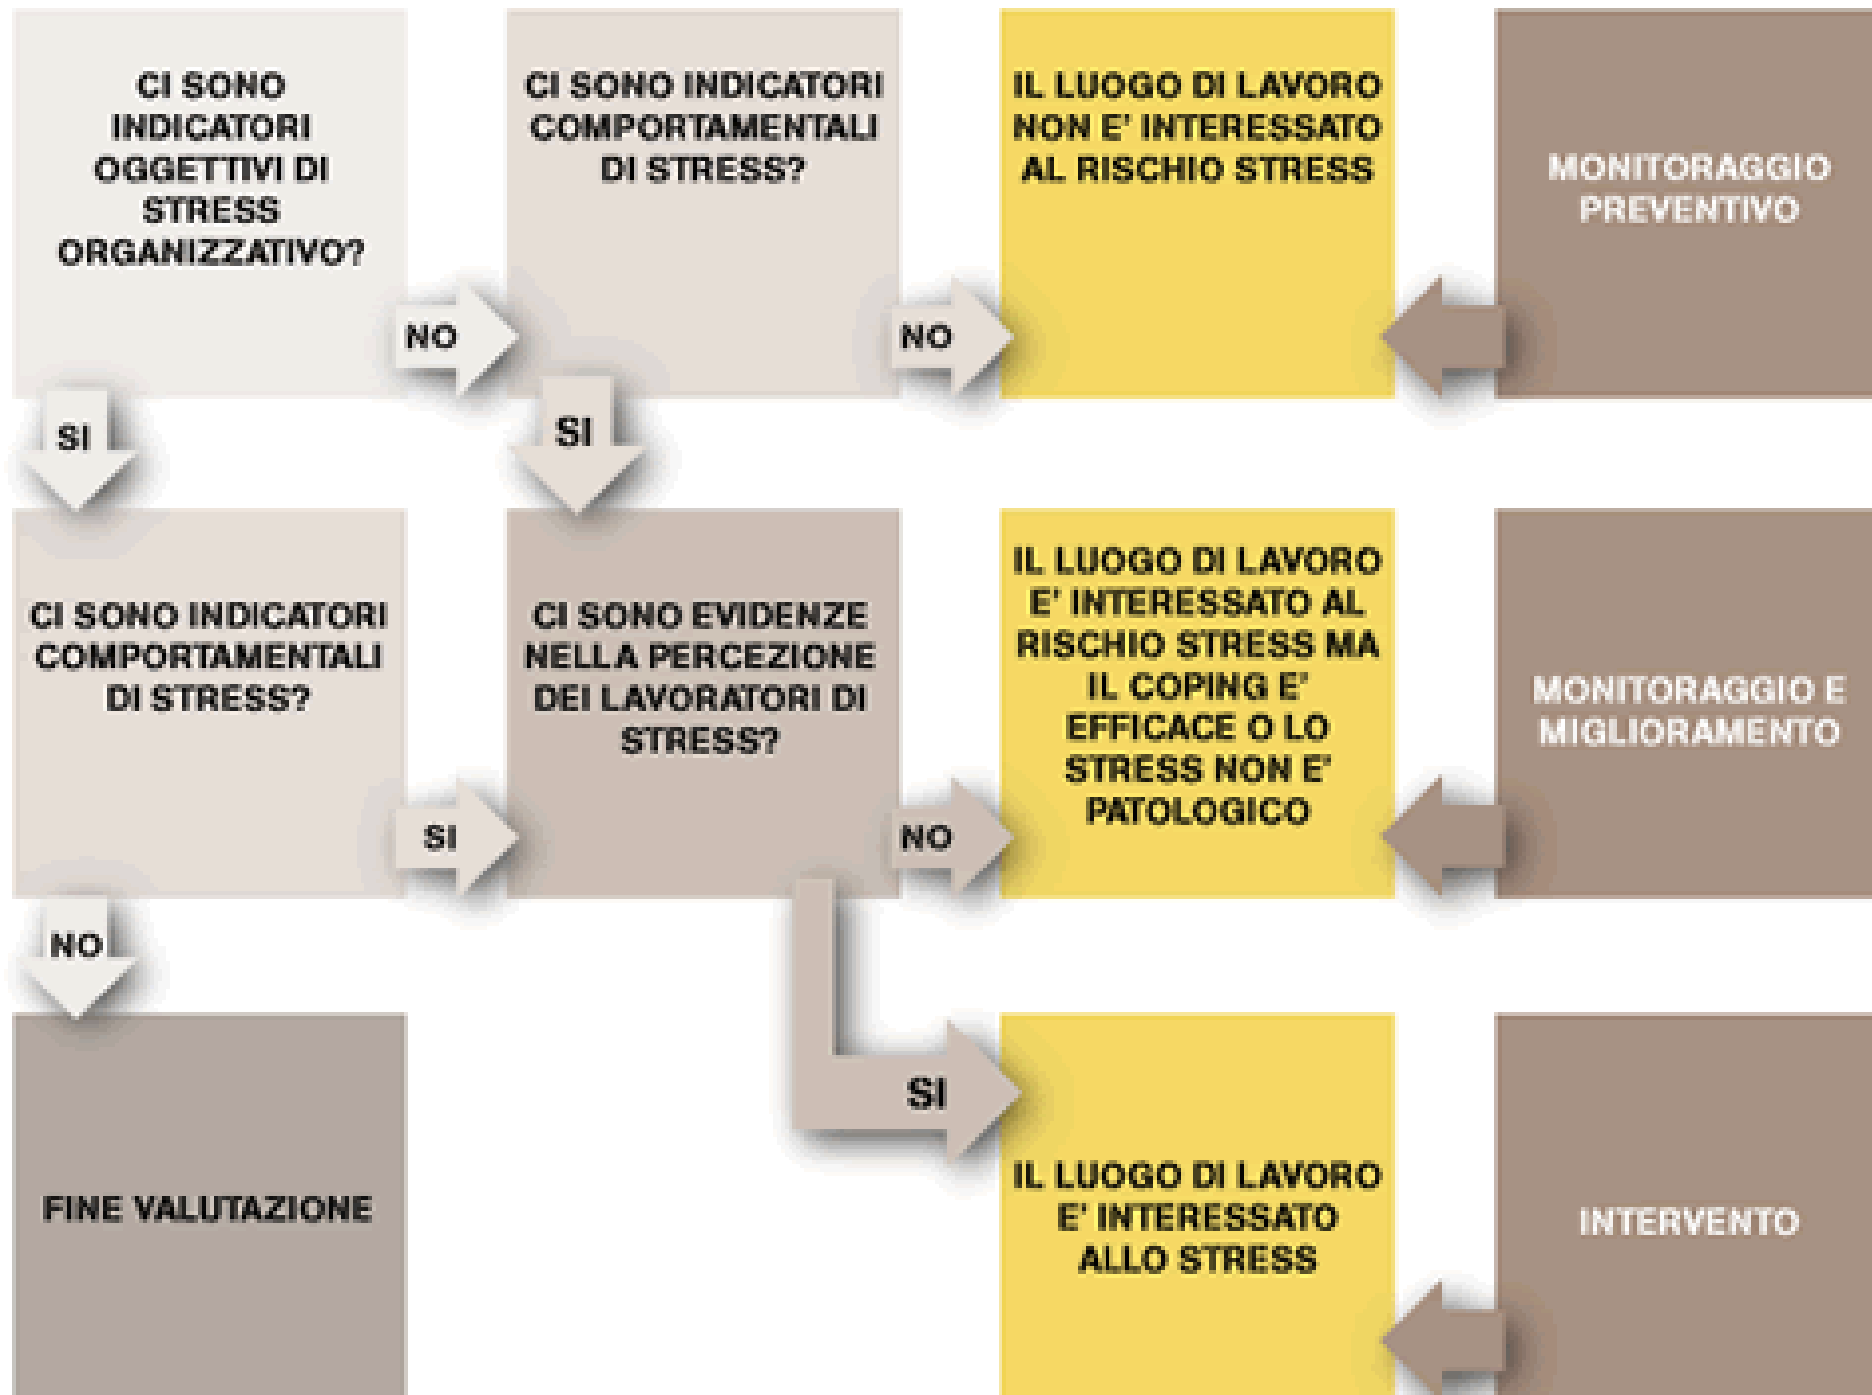 CI SONO
INDICATORI
OGGETTIVI DI
STRESS
ORGANIZZATIVO?
NO
SI
CI SONO INDICATORI
COMPORTAMENTALI
DI STRESS?
NO
SI
IL LUOGO DI LAVORO
NON E' INTERESSATO
AL RISCHIO STRESS
MONITORAGGIO
PREVENTIVO
CI SONO INDICATORI
COMPORTAMENTALI
DI STRESS?
SI
NO
CI SONO EVIDENZE
NELLA PERCEZIONE
DEI LAVORATORI DI
STRESS?
NO
SI
IL LUOGO DI LAVORO
E' INTERESSATO AL
RISCHIO STRESS MA
IL COPING E'
EFFICACE O LO
STRESS NON E'
PATOLOGICO
MONITORAGGIO E
MIGLIORAMENTO
FINE VALUTAZIONE
IL LUOGO DI LAVORO
E' INTERESSATO
ALLO STRESS
INTERVENTO